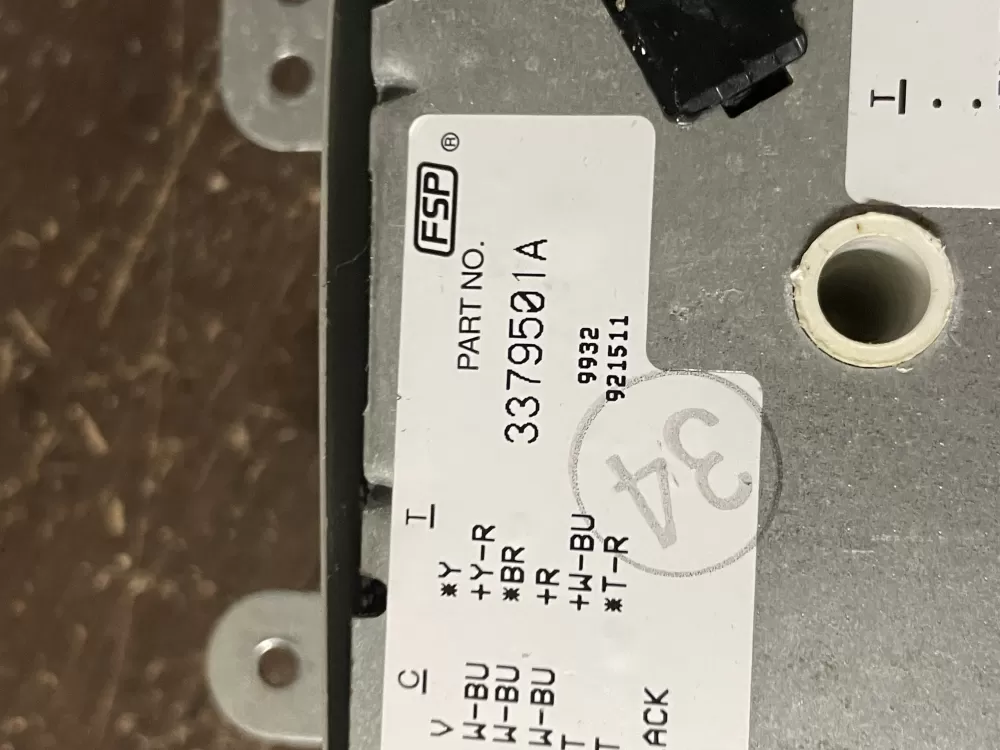 FSP®
PART NO.
3379501A
9932
921511
34
C T
V *Y
W-BU +Y-R
W-BU *BR
W-BU +R
T +W-BU
T *T-R
ACK
T